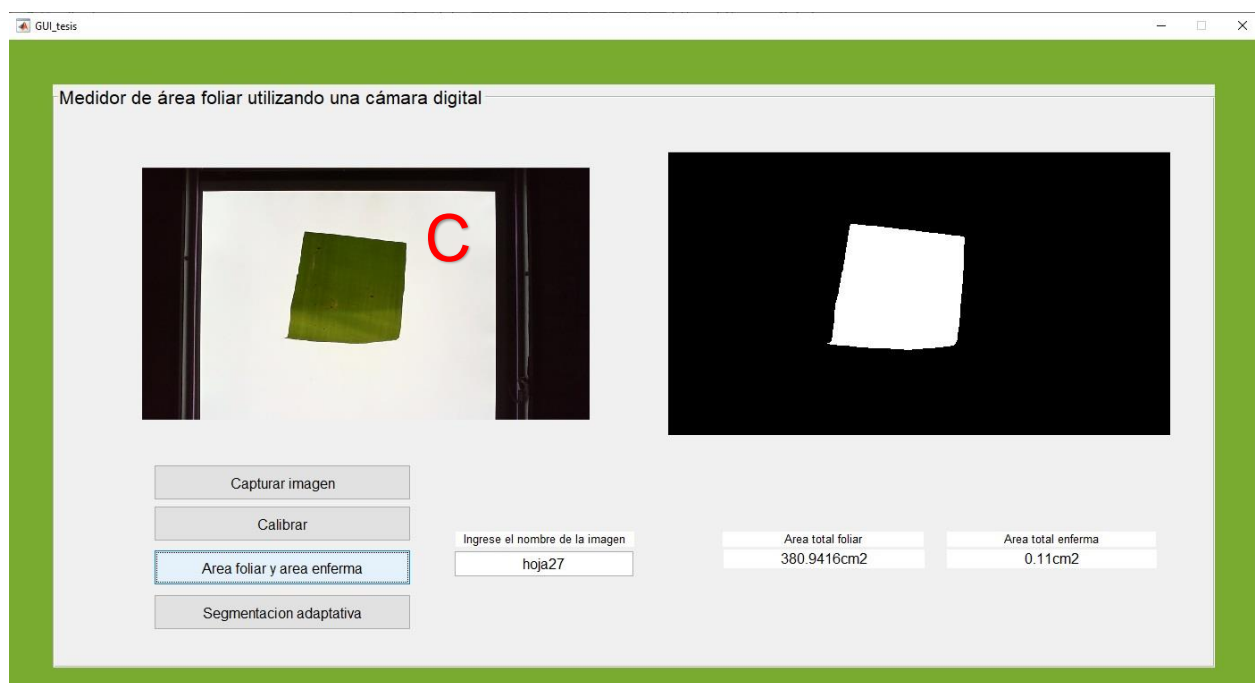 GUI_tesis
Medidor de área foliar utilizando una cámara digital
C
Capturar imagen
Calibrar
Area foliar y area enferma
Segmentacion adaptativa
Ingrese el nombre de la imagen
hoja27
Area total foliar
380.9416cm2
Area total enferma
0.11cm2